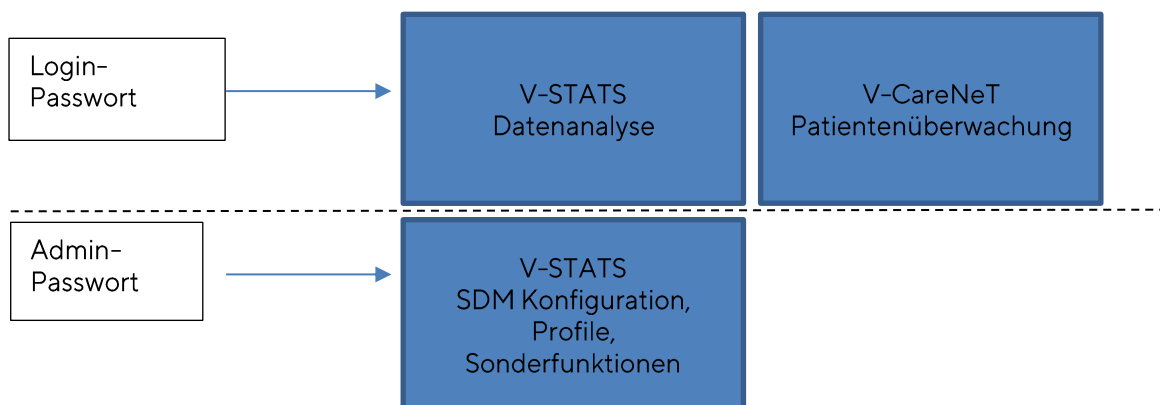 Login-
Passwort
V-STATS
Datenanalyse
V-CareNeT
Patientenüberwachung
Admin-
Passwort
V-STATS
SDM Konfiguration,
Profile,
Sonderfunktionen